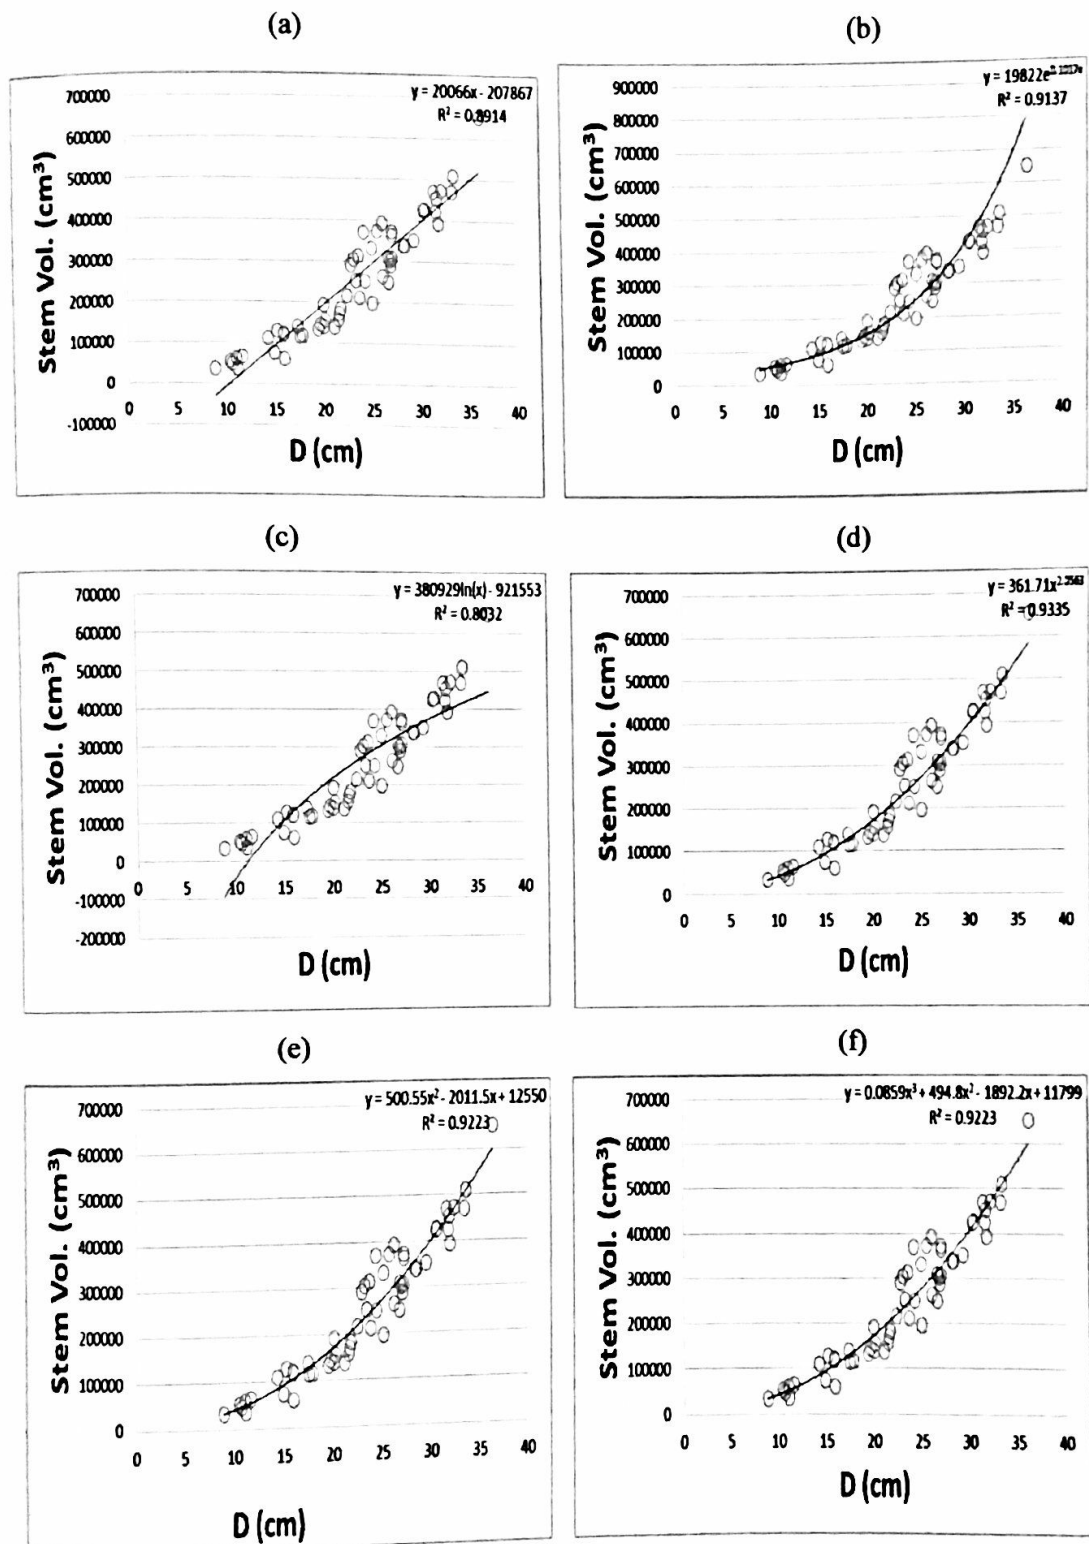 (a)
y = 20066x - 207867
R² = 0.8914
Stem Vol. (cm³)
700000
600000
500000
400000
300000
200000
100000
0
-100000
0 5 10 15 20 25 30 35 40
D (cm)
(b)
y = 19822e
R² = 0.9137
Stem Vol. (cm³)
900000
800000
700000
600000
500000
400000
300000
200000
100000
0
0 5 10 15 20 25 30 35 40
D (cm)
(c)
y = 380929ln(x) - 921553
R² = 0.8032
Stem Vol. (cm³)
700000
600000
500000
400000
300000
200000
100000
0
-100000
-200000
0 5 10 15 20 25 30 35 40
D (cm)
(d)
y = 361.71x
R² = 0.9335
Stem Vol. (cm³)
700000
600000
500000
400000
300000
200000
100000
0
0 5 10 15 20 25 30 35 40
D (cm)
(e)
y = 500.55x² - 2011.5x + 12550
R² = 0.9223
Stem Vol. (cm³)
700000
600000
500000
400000
300000
200000
100000
0
0 5 10 15 20 25 30 35 40
D (cm)
(f)
y = 0.0859x³ + 494.8x² - 1892.2x + 11799
R² = 0.9223
Stem Vol. (cm³)
700000
600000
500000
400000
300000
200000
100000
0
0 5 10 15 20 25 30 35 40
D (cm)